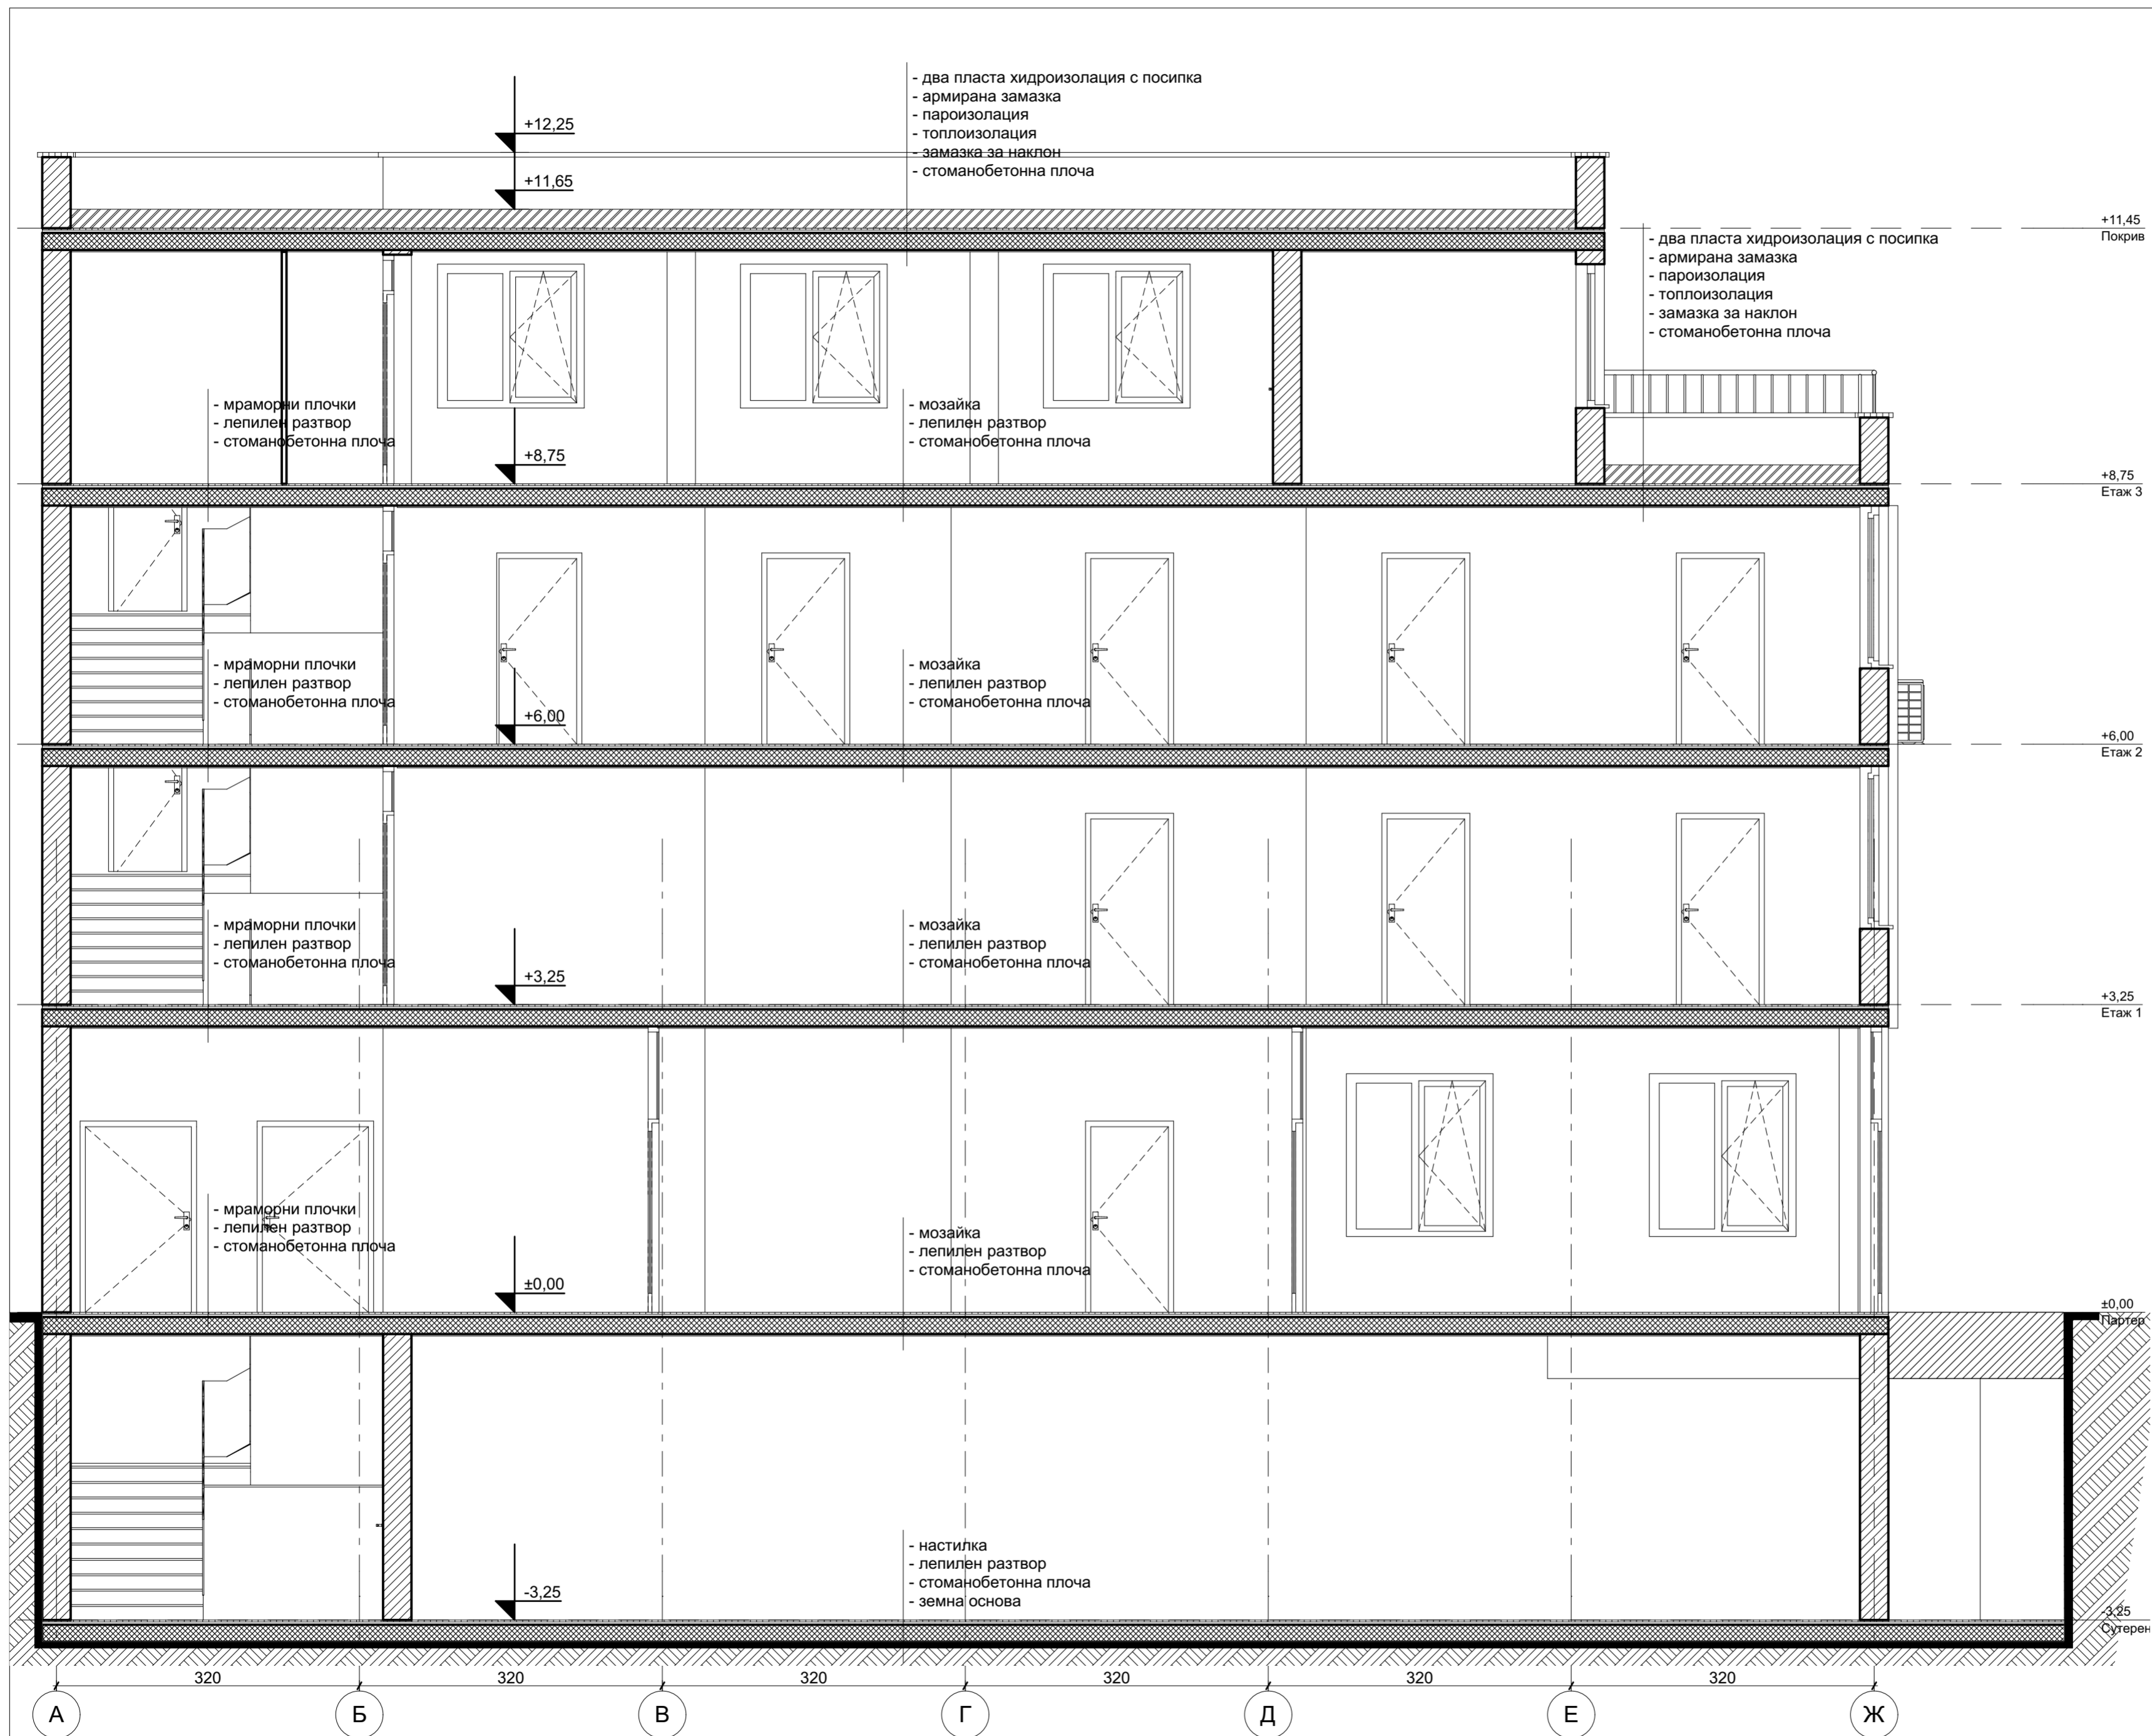 - два пласта хидроизолация с посипка
- армирана замазка
- пароизолация
- топлоизолация
- замазка за наклон
- стоманобетонна плоча
+12,25
+11,65
+11,45
Покрив
- два пласта хидроизолация с посипка
- армирана замазка
- пароизолация
- топлоизолация
- замазка за наклон
- стоманобетонна плоча
- мраморни плочки
- лепилен разтвор
- стоманобетонна плоча
+8,75
- мозайка
- лепилен разтвор
- стоманобетонна плоча
+8,75
Етаж 3
- мраморни плочки
- лепилен разтвор
- стоманобетонна плоча
+6,00
- мозайка
- лепилен разтвор
- стоманобетонна плоча
+6,00
Етаж 2
- мраморни плочки
- лепилен разтвор
- стоманобетонна плоча
+3,25
- мозайка
- лепилен разтвор
- стоманобетонна плоча
+3,25
Етаж 1
- мраморни плочки
- лепилен разтвор
- стоманобетонна плоча
±0,00
- мозайка
- лепилен разтвор
- стоманобетонна плоча
±0,00
Партер
-3,25
- настилка
- лепилен разтвор
- стоманобетонна плоча
- земна основа
-3,25
Сутерен
320 320 320 320 320 320
А Б В Г Д Е Ж